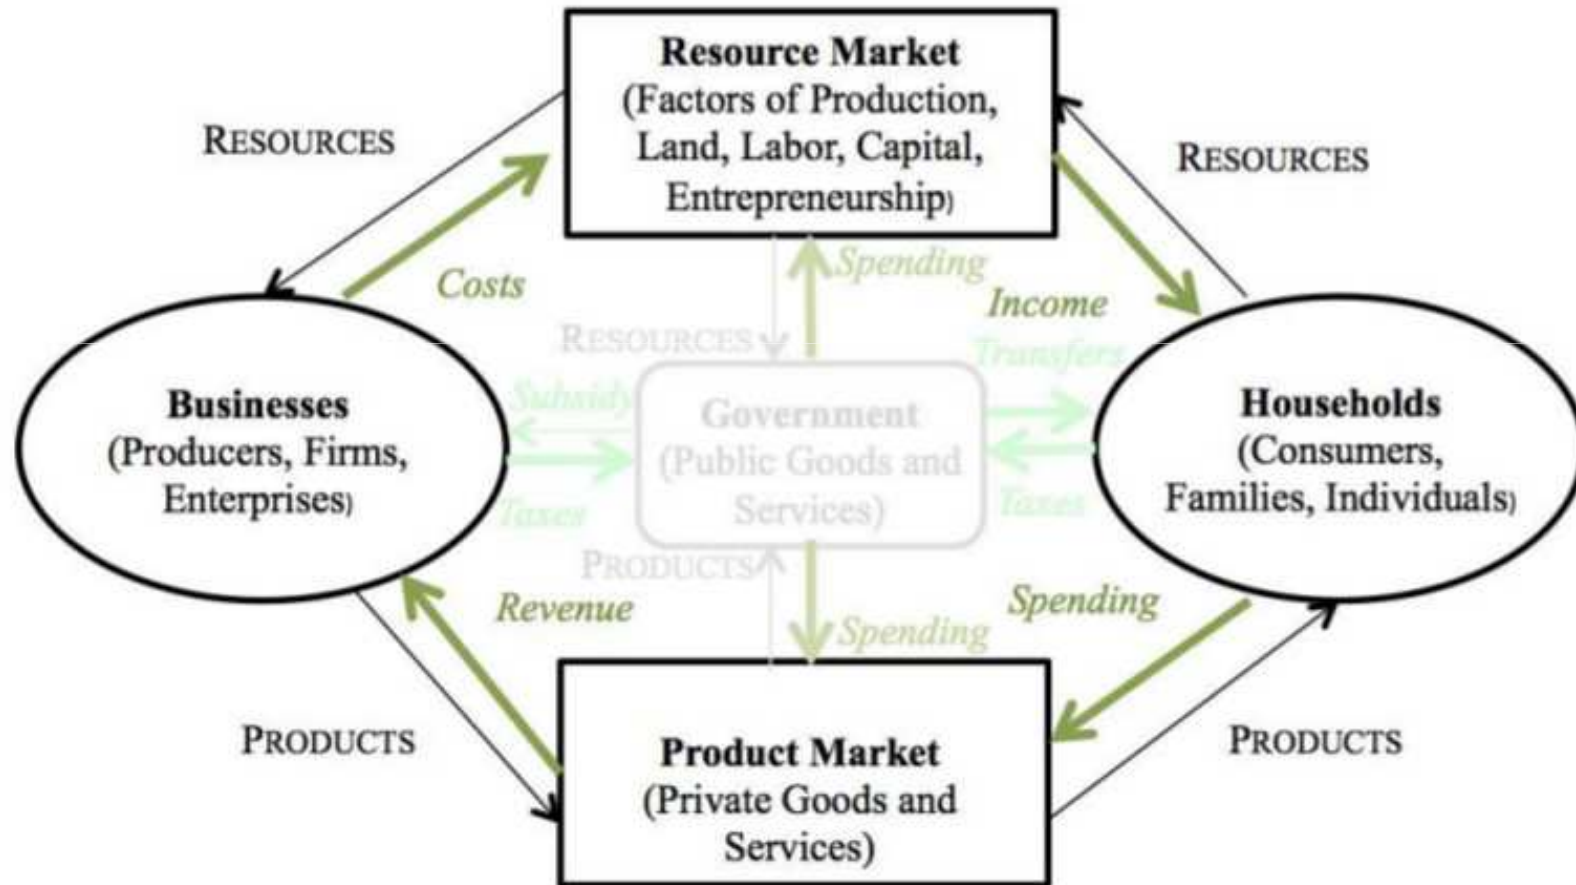 Resource Market
(Factors of Production,
Land, Labor, Capital,
Entrepreneurship)
RESOURCES
RESOURCES
Costs
Spending
Income
RESOURCES
Transfers
Subsidy
Businesses
(Producers, Firms,
Enterprises)
Government
(Public Goods and
Services)
Households
(Consumers,
Families, Individuals)
Taxes
Taxes
PRODUCTS
Revenue
Spending
Spending
PRODUCTS
Product Market
(Private Goods and
Services)
PRODUCTS